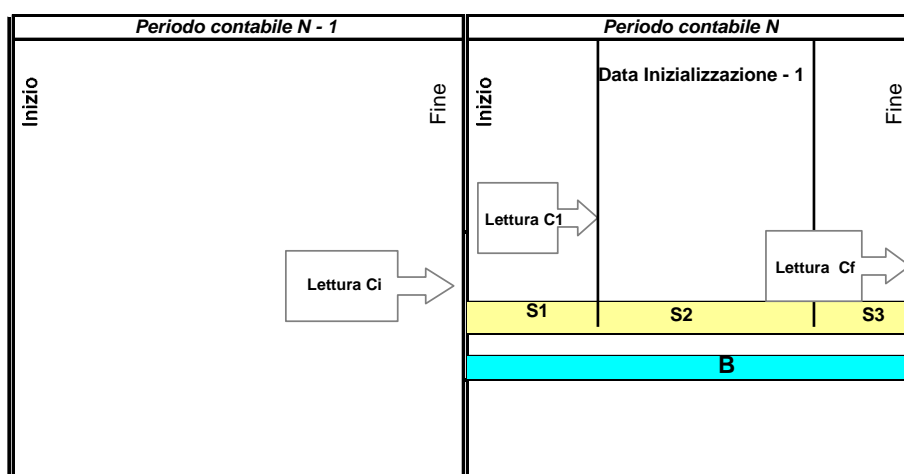 Periodo contabile N - 1
Periodo contabile N
Inizio
Fine
Inizio
Data Inizializzazione - 1
Fine
Lettura C1
Lettura Ci
Lettura Cf
S1
S2
S3
B